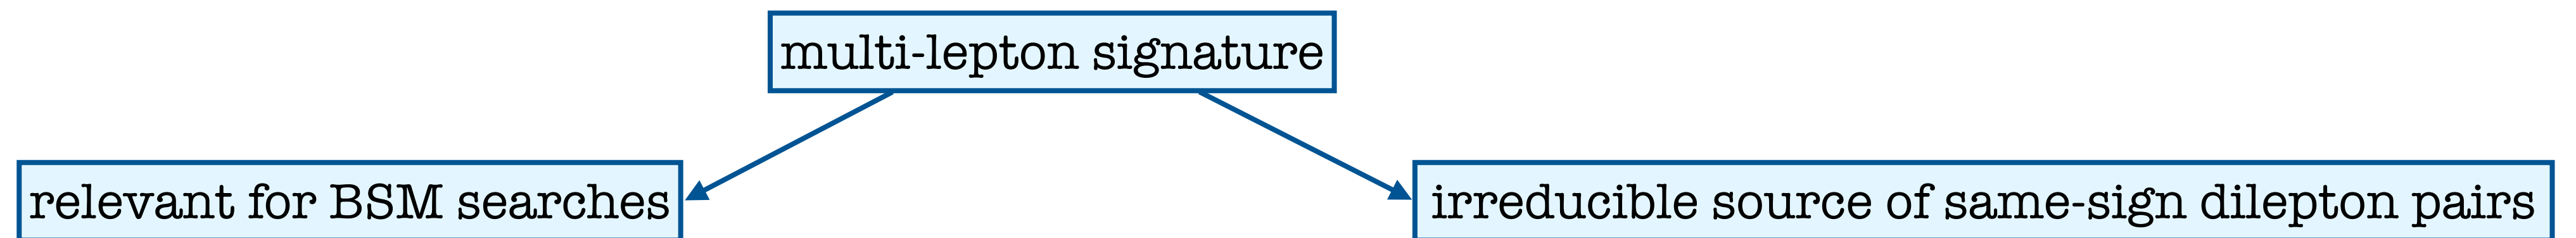 multi-lepton signature
relevant for BSM searches
irreducible source of same-sign dilepton pairs